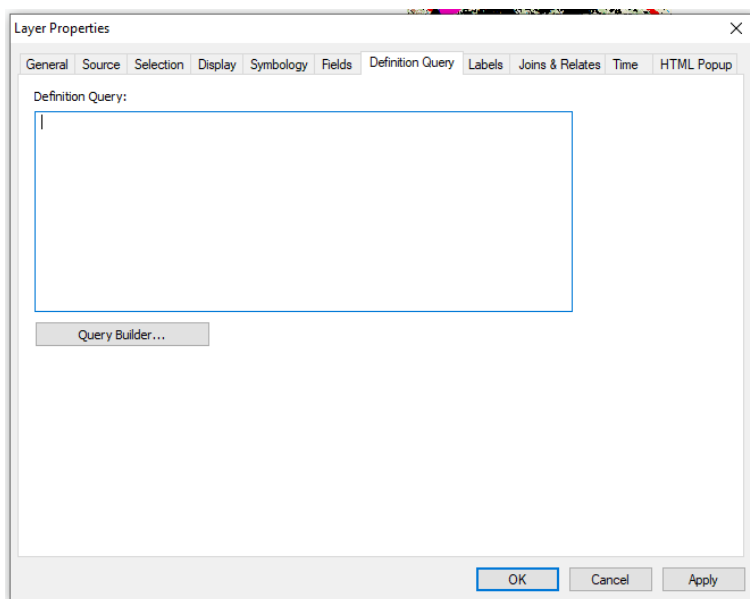 Layer Properties
General Source Selection Display Symbology Fields Definition Query Labels Joins & Relates Time HTML Popup
Definition Query:
Query Builder...
OK Cancel Apply